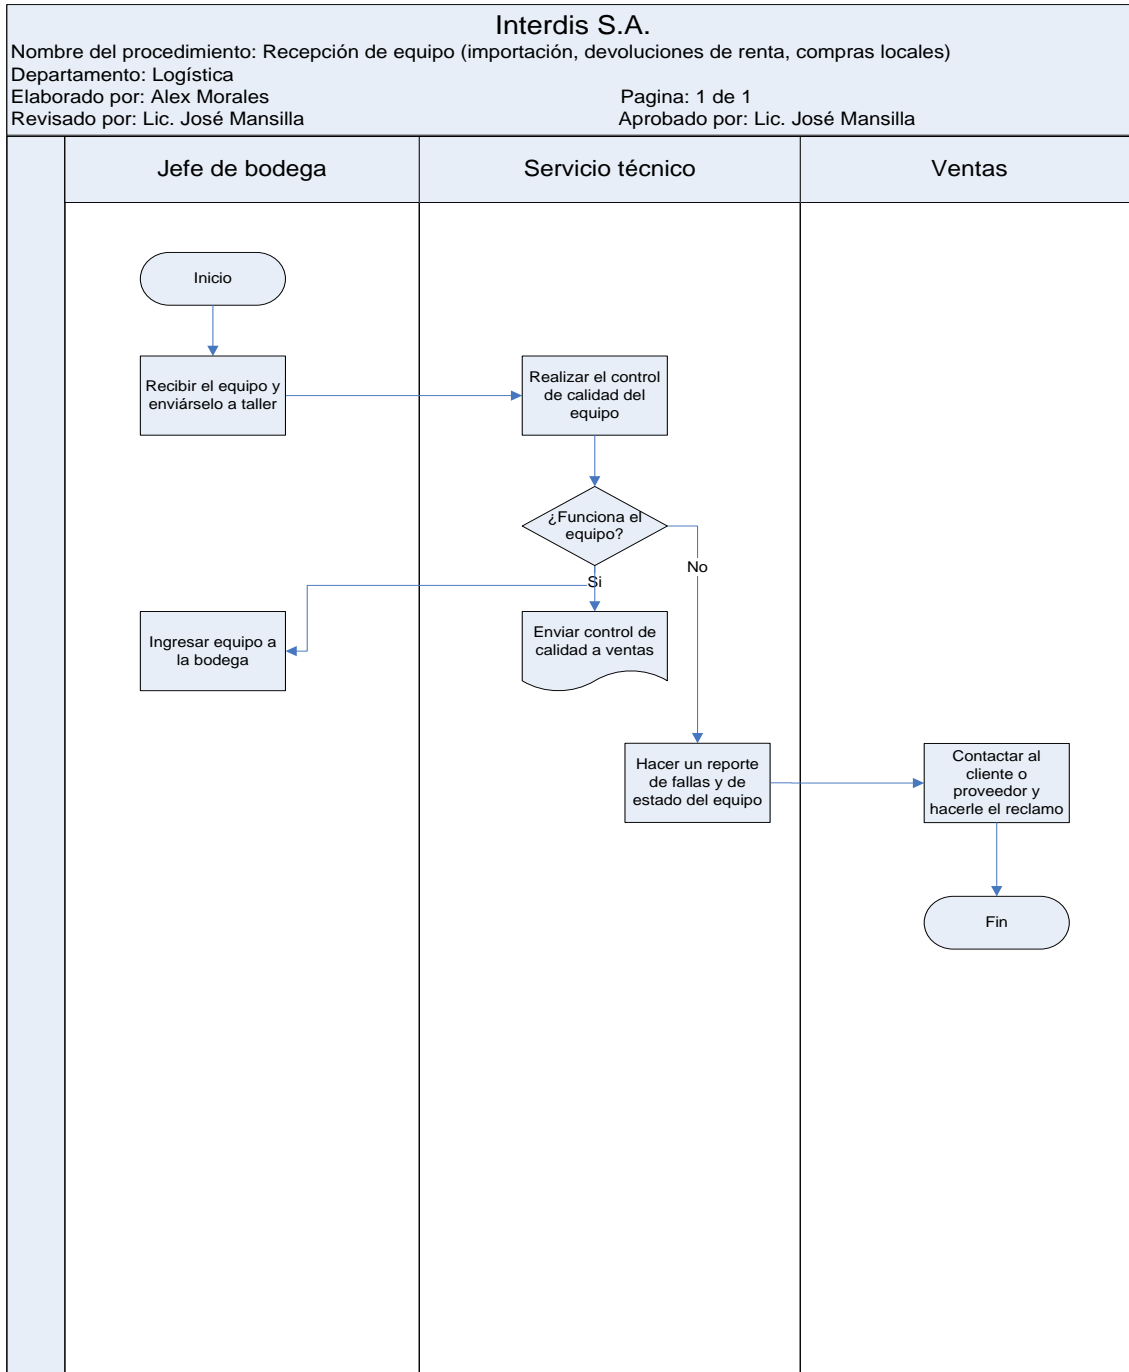 Interdis S.A.
Nombre del procedimiento: Recepción de equipo (importación, devoluciones de renta, compras locales)
Departamento: Logística
Elaborado por: Alex Morales
Pagina: 1 de 1
Revisado por: Lic. José Mansilla
Aprobado por: Lic. José Mansilla
Jefe de bodega
Servicio técnico
Ventas
Inicio
Recibir el equipo y
enviárselo a taller
Realizar el control
de calidad del
equipo
¿Funciona el
equipo?
No
Si
Ingresar equipo a
la bodega
Enviar control de
calidad a ventas
Hacer un reporte
de fallas y de
estado del equipo
Contactar al
cliente o
proveedor y
hacerle el reclamo
Fin